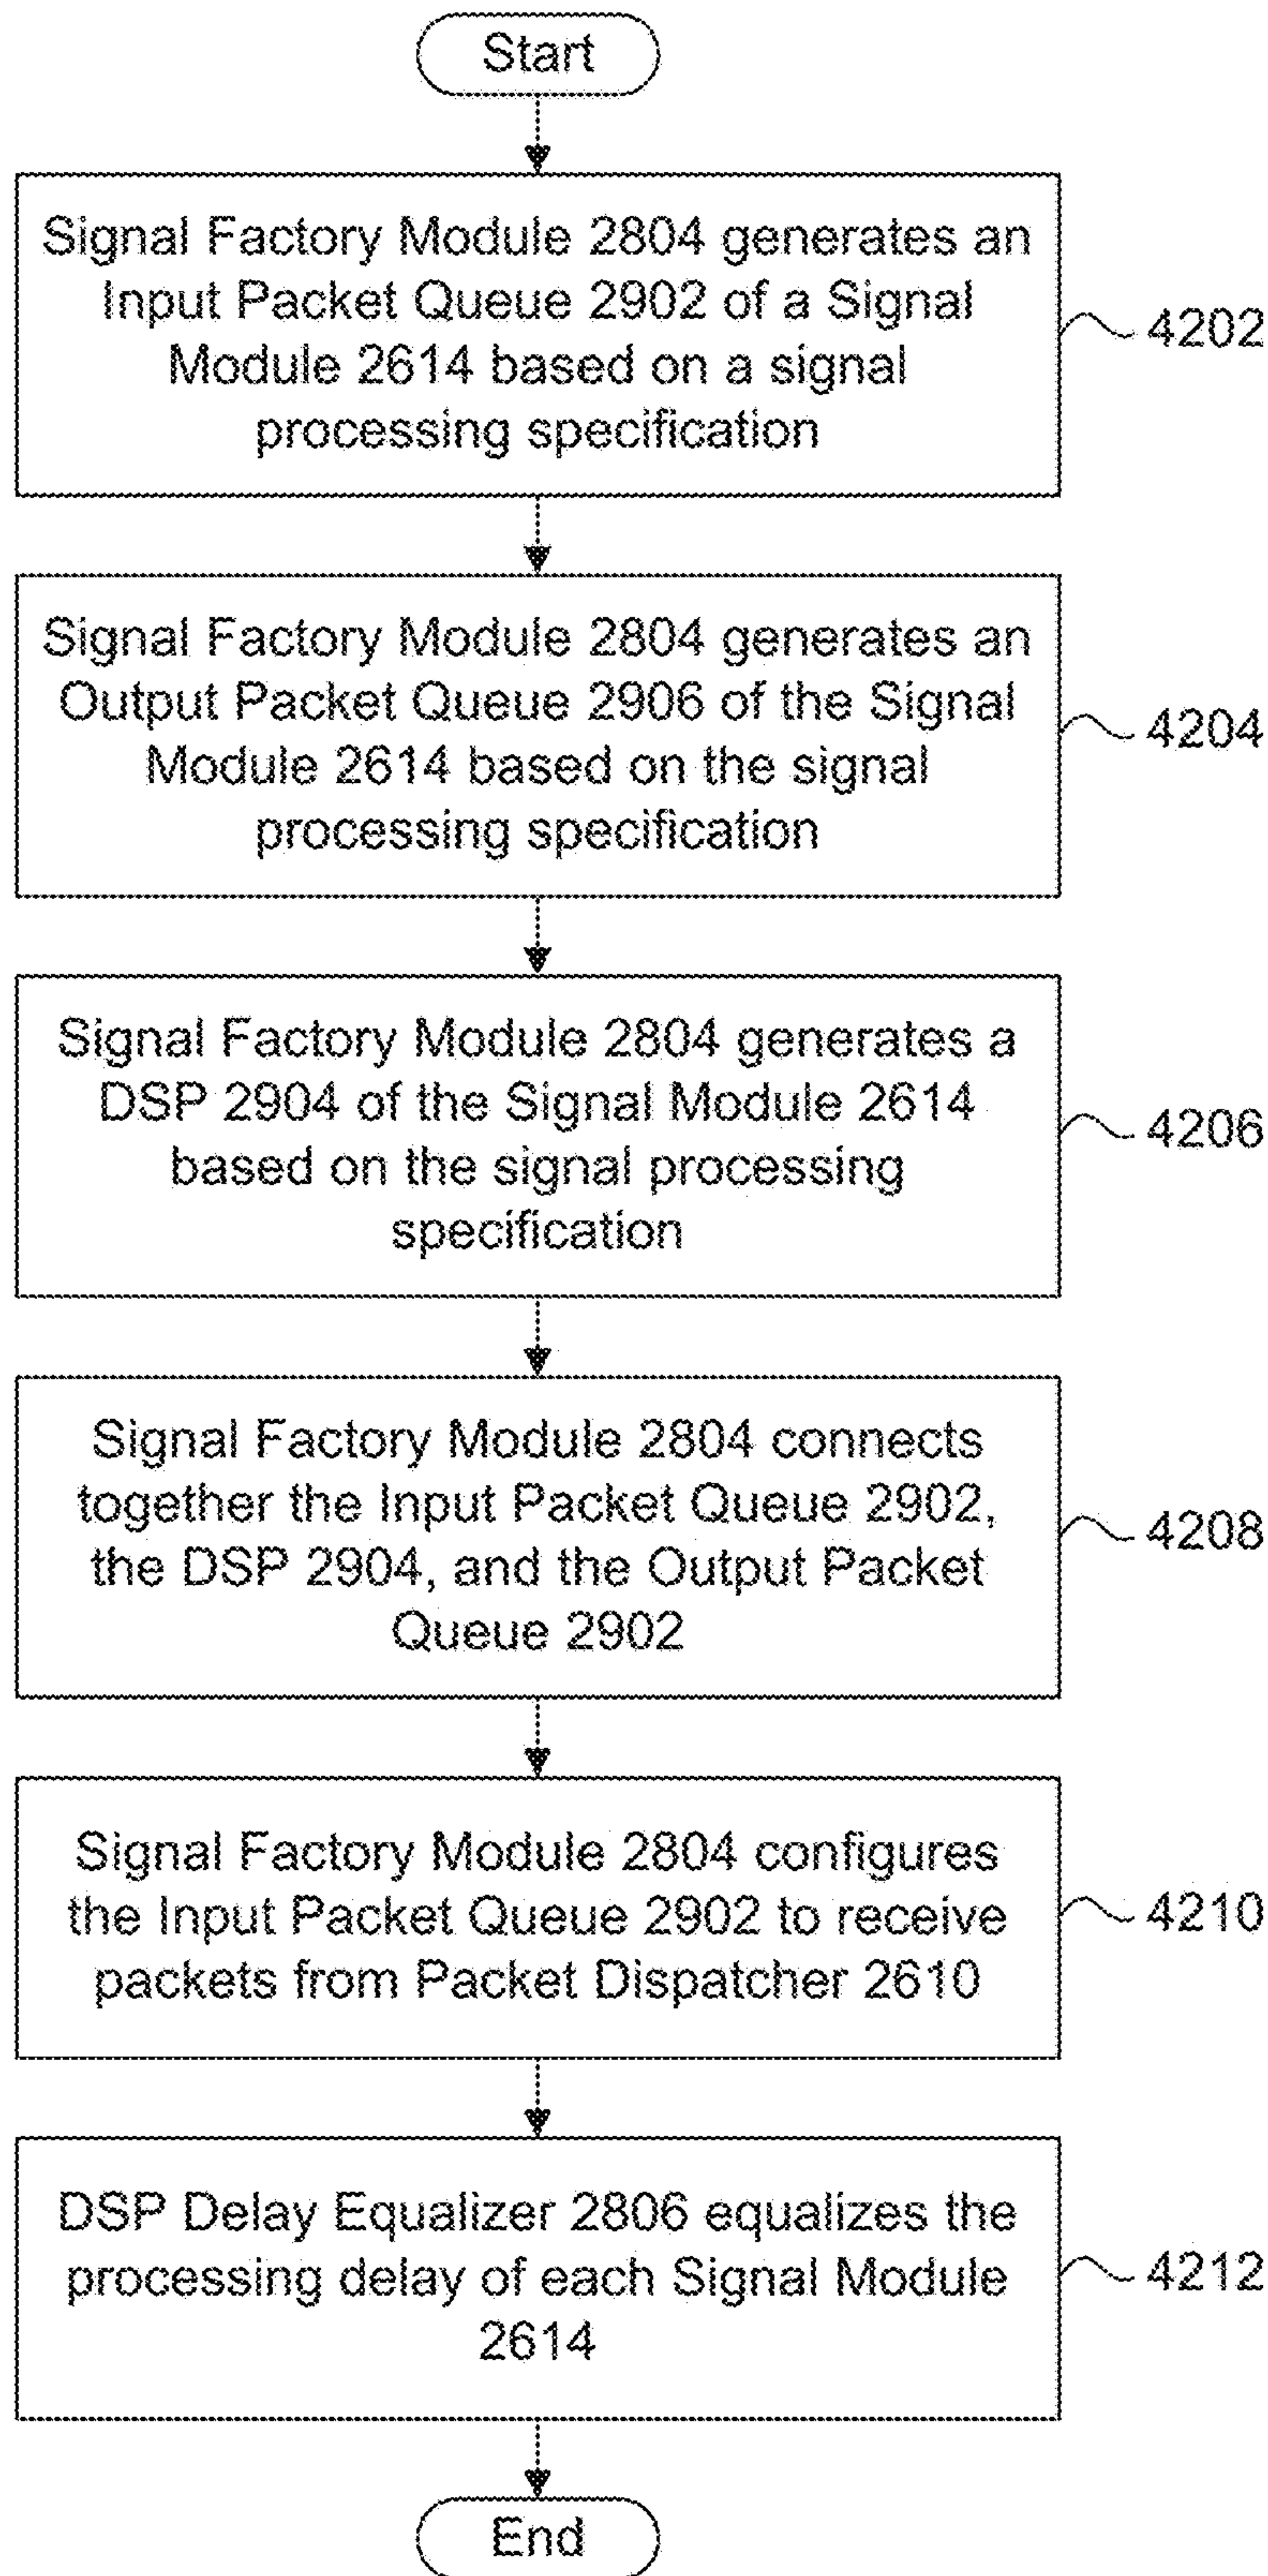 Start
Signal Factory Module 2804 generates an
Input Packet Queue 2902 of a Signal
Module 2614 based on a signal
processing specification
4202
Signal Factory Module 2804 generates an
Output Packet Queue 2906 of the Signal
Module 2614 based on the signal
processing specification
4204
Signal Factory Module 2804 generates a
DSP 2904 of the Signal Module 2614
based on the signal processing
specification
4206
Signal Factory Module 2804 connects
together the Input Packet Queue 2902,
the DSP 2904, and the Output Packet
Queue 2902
4208
Signal Factory Module 2804 configures
the Input Packet Queue 2902 to receive
packets from Packet Dispatcher 2610
4210
DSP Delay Equalizer 2806 equalizes the
processing delay of each Signal Module
2614
4212
End